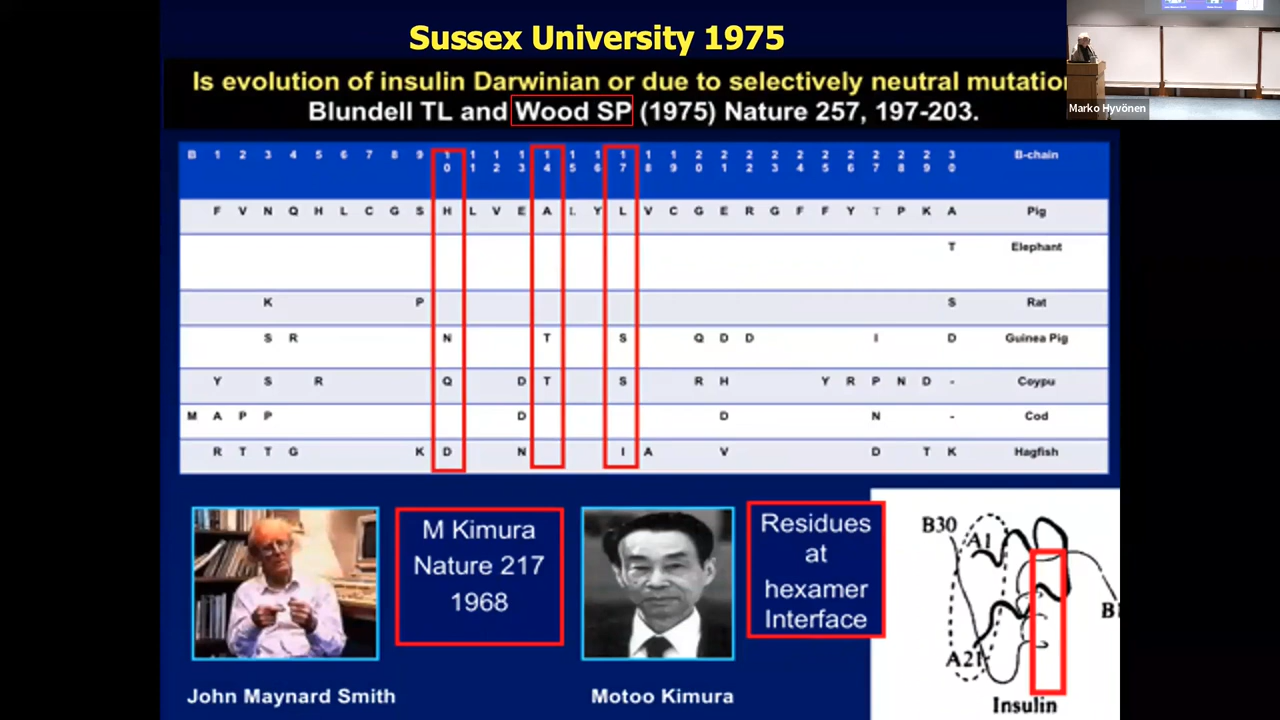 Sussex University 1975
Is evolution of insulin Darwinian or due to selectively neutral mutation
Blundell TL and Wood SP (1975) Nature 257, 197-203.
Marko Hyvönen
B 1 2 3 4 5 6 7 8 9 10 11 12 13 14 15 16 17 18 19 20 21 22 23 24 25 26 27 28 29 30 B-chain
F V N Q H L C G S H L V E A L Y L V C G E R G F F Y T P K A Pig
T Elephant
K P S Rat
S R N T S Q D D I D Guinea Pig
Y S R Q D T S R H Y R P N D - Coypu
M A P P D D N - Cod
R T T G K D N I A V D T K Hagfish
M Kimura
Nature 217
1968
Residues
at
hexamer
Interface
B30
A1
B
A21
Insulin
John Maynard Smith
Motoo Kimura